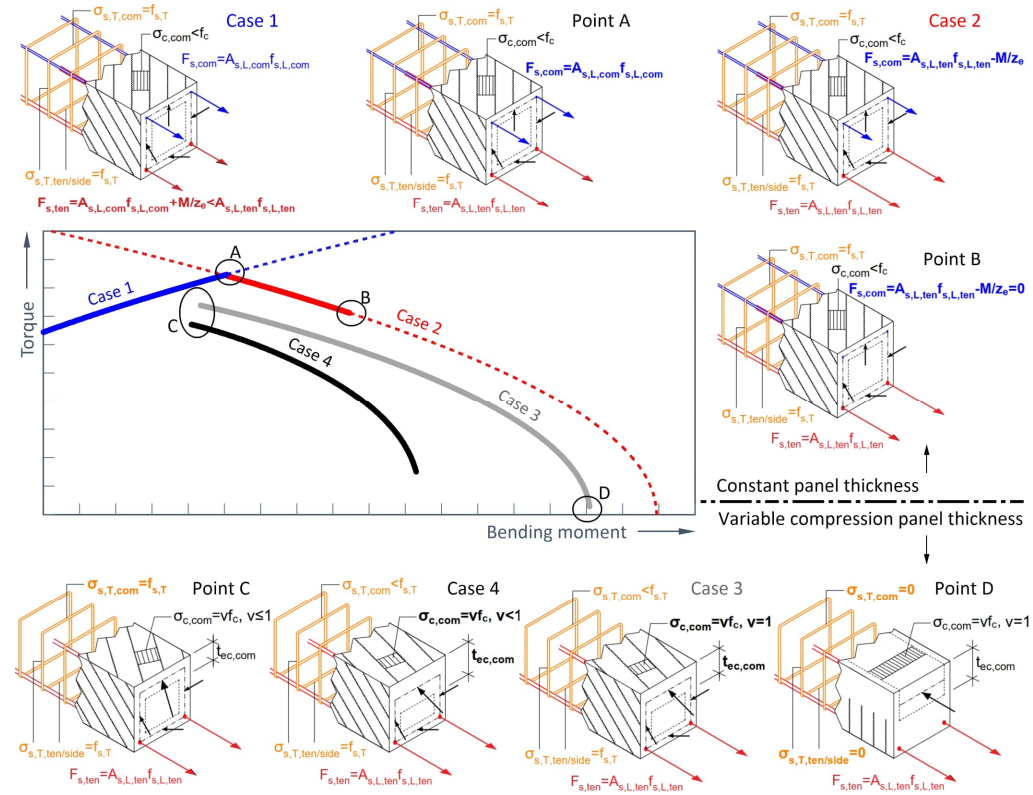 σs,T,com=fs,T
Case 1
σc,com<fc
Fs,com=As,L,comfs,L,com
σs,T,ten/side=fs,T
Fs,ten=As,L,comfs,L,com+M/ze<As,L,tenfs,L,ten
σs,T,com=fs,T
Point A
σc,com<fc
Fs,com=As,L,comfs,L,com
σs,T,ten/side=fs,T
Fs,ten=As,L,tenfs,L,ten
σs,T,com=fs,T
Case 2
σc,com<fc
Fs,com=As,L,tenfs,L,ten-M/ze
σs,T,ten/side=fs,T
Fs,ten=As,L,tenfs,L,ten
Torque
Case 1
A
B
Case 2
C
Case 4
Case 3
D
Bending moment
σs,T,com=fs,T
Point B
σc,com<fc
Fs,com=As,L,tenfs,L,ten-M/ze=0
σs,T,ten/side=fs,T
Fs,ten=As,L,tenfs,L,ten
Constant panel thickness
Variable compression panel thickness
σs,T,com=fs,T
Point C
σc,com=vfc, v≤1
tec,com
σs,T,ten/side=fs,T
Fs,ten=As,L,tenfs,L,ten
σs,T,com<fs,T
Case 4
σc,com=vfc, v<1
tec,com
σs,T,ten/side=fs,T
Fs,ten=As,L,tenfs,L,ten
σs,T,com<fs,T
Case 3
σc,com=vfc, v=1
tec,com
σs,T,ten/side=fs,T
Fs,ten=As,L,tenfs,L,ten
σs,T,com=0
Point D
σc,com=vfc, v=1
tec,com
σs,T,ten/side=0
Fs,ten=As,L,tenfs,L,ten